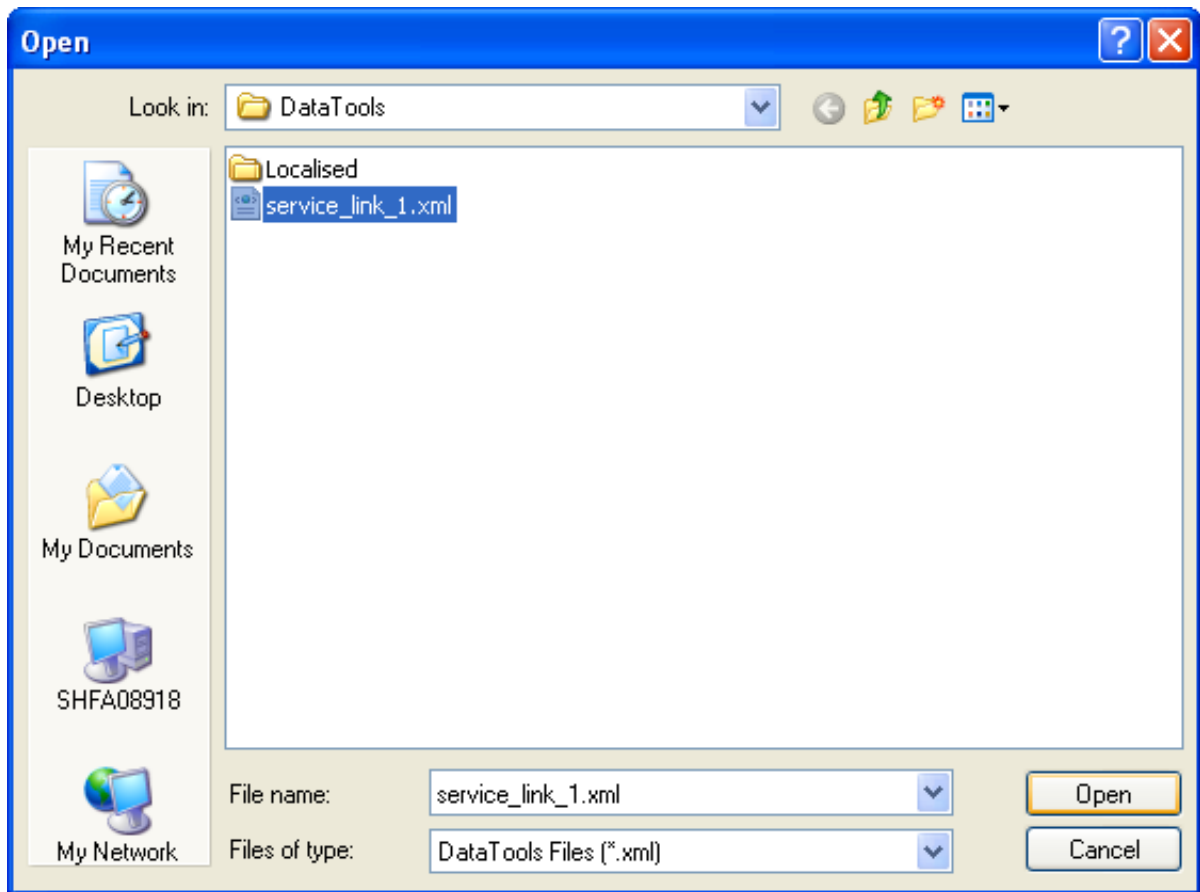 Open
Look in: DataTools
Localised
service_link_1.xml
My Recent
Documents
Desktop
My Documents
SHFA08918
My Network
File name: service_link_1.xml Open
Files of type: DataTools Files (*.xml) Cancel